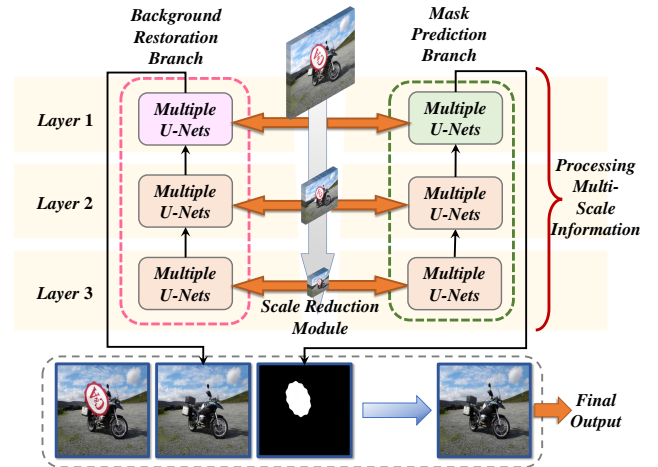 Background
Restoration
Branch
Mask
Prediction
Branch
Layer 1
Multiple
U-Nets
Multiple
U-Nets
Layer 2
Multiple
U-Nets
Multiple
U-Nets
Processing
Multi-
Scale
Information
Layer 3
Multiple
U-Nets
Multiple
U-Nets
Scale Reduction
Module
Final
Output